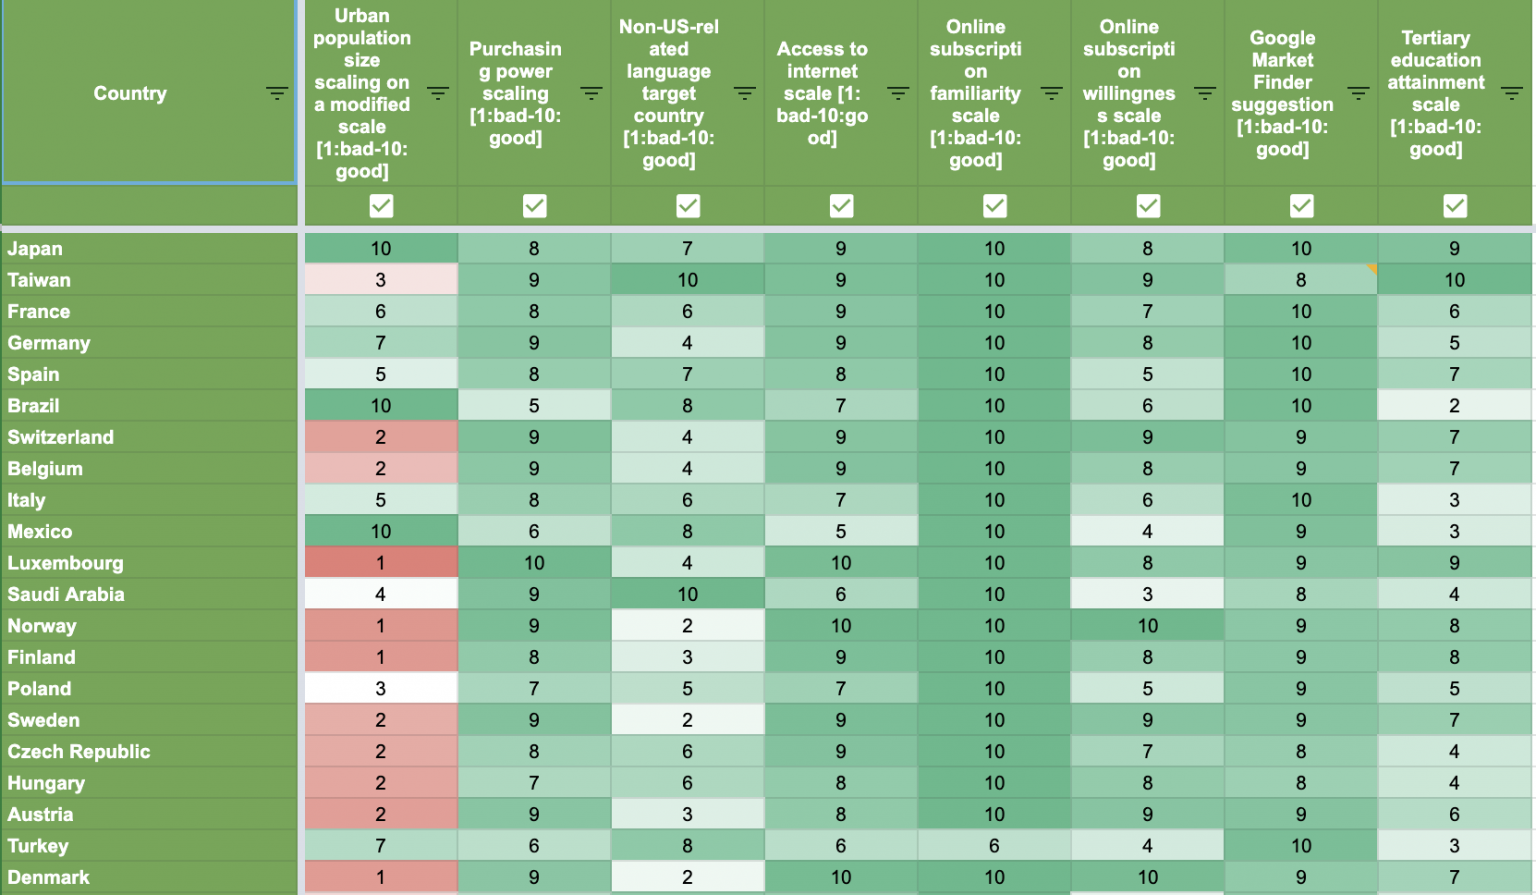 Country
Urban population size scaling on a modified scale [1:bad-10: good]
Purchasin g power scaling [1:bad-10: good]
Non-US-rel ated language target country [1:bad-10: good]
Access to internet scale [1: bad-10:go od]
Online subscripti on familiarity scale [1:bad-10: good]
Online subscripti on willingnes s scale [1:bad-10: good]
Google Market Finder suggestion [1:bad-10: good]
Tertiary education attainment scale [1:bad-10: good]
Japan 10 8 7 9 10 8 10 9
Taiwan 3 9 10 9 10 9 8 10
France 6 8 6 9 10 7 10 6
Germany 7 9 4 9 10 8 10 5
Spain 5 8 7 8 10 5 10 7
Brazil 10 5 8 7 10 6 10 2
Switzerland 2 9 4 9 10 9 9 7
Belgium 2 9 4 9 10 8 9 7
Italy 5 8 6 7 10 6 10 3
Mexico 10 6 8 5 10 4 9 3
Luxembourg 1 10 4 10 10 8 9 9
Saudi Arabia 4 9 10 6 10 3 8 4
Norway 1 9 2 10 10 10 9 8
Finland 1 8 3 9 10 8 9 8
Poland 3 7 5 7 10 5 9 5
Sweden 2 9 2 9 10 9 9 7
Czech Republic 2 8 6 9 10 7 8 4
Hungary 2 7 6 8 10 8 8 4
Austria 2 9 3 8 10 9 9 6
Turkey 7 6 8 6 6 4 10 3
Denmark 1 9 2 10 10 10 9 7